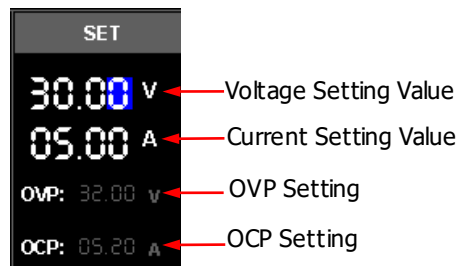 SET
30.00 V Voltage Setting Value
05.00 A Current Setting Value
OVP: 32.00 V OVP Setting
OCP: 05.20 A OCP Setting